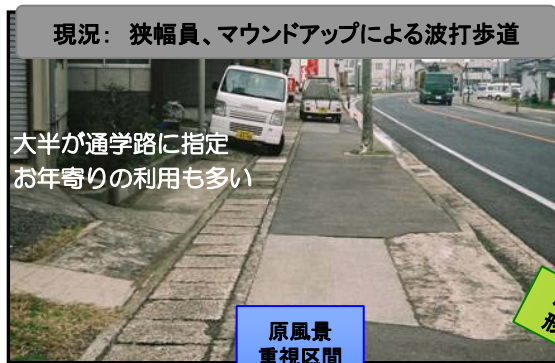 現況: 狭幅員、マウンドアップによる波打歩道
大半が通学路に指定
お年寄りの利用も多い
原風景
重視区間